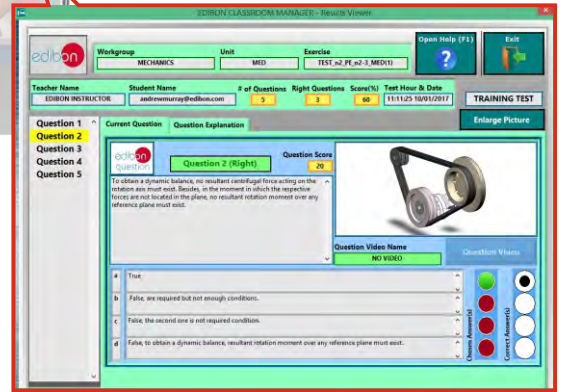 EDIBON CLASSROOM MANAGER - Results Viewer
edibon
Workgroup Unit Exercise
MECHANICS MED TEST_n2_PE_n2-3_MED(1)
Open Help (F1) Exit
Teacher Name Student Name # of Questions Right Questions Score(%) Test Hour & Date
EDIBON INSTRUCTOR andrewmurray@edibon.com 5 3 60 11:11:25 10/01/2017
TRAINING TEST
Enlarge Picture
Question 1
Question 2
Question 3
Question 4
Question 5
Current Question Question Explanation
edibon
question
Question 2 (Right)
Question Score
20
To obtain a dynamic balance, no resultant centrifugal force acting on the
rotation axis must exist. Besides, in the moment in which the respective
forces are not located in the plane, no resultant rotation moment over any
reference plane must exist.
Question Video Name
NO VIDEO
Question Video
a True
b False, are required but not enough conditions.
c False, the second one is not required condition.
d False, to obtain a dynamic balance, resultant rotation moment over any reference plane must exist.
Chosen Answer(s)
Correct Answer(s)